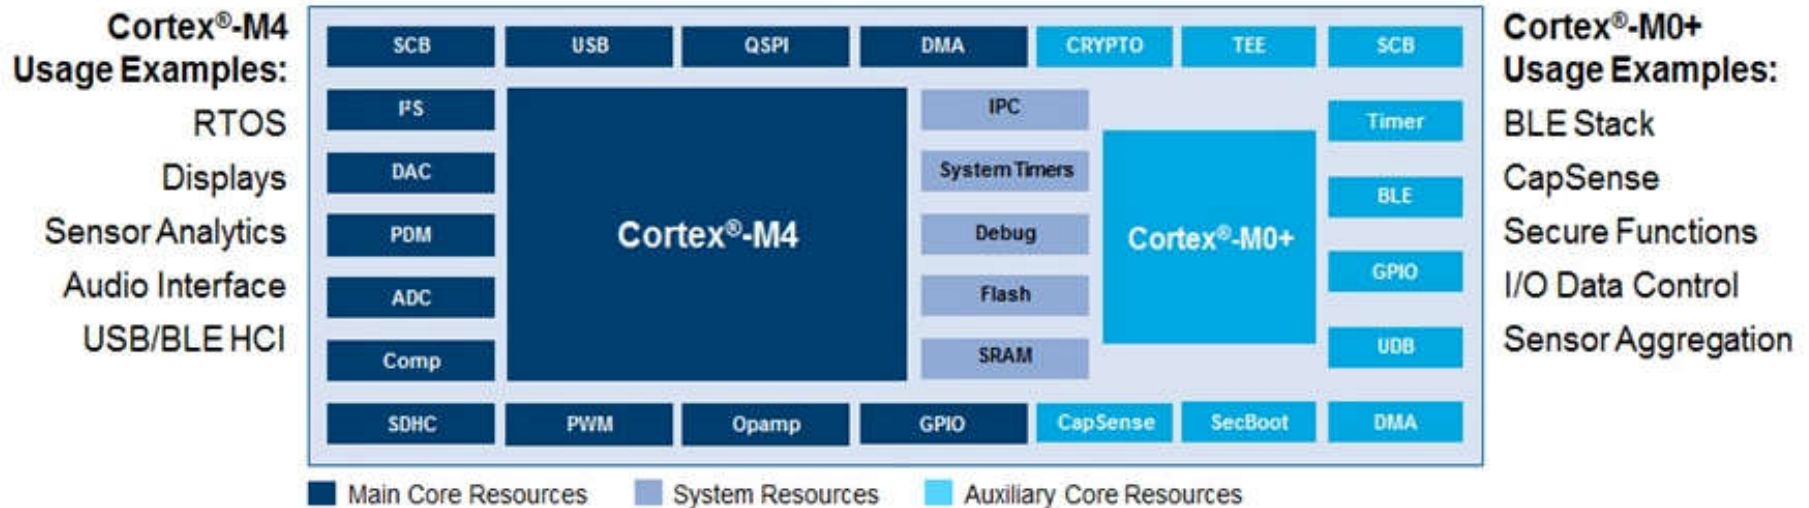 Cortex®-M4
Usage Examples:
RTOS
Displays
Sensor Analytics
Audio Interface
USB/BLE HCI
SCB
USB
QSPI
DMA
CRYPTO
TEE
SCB
I²S
DAC
PDM
ADC
Comp
SDHC
PWM
Opamp
GPIO
Cortex®-M4
IPC
System Timers
Debug
Flash
SRAM
Cortex®-M0+
Timer
BLE
GPIO
UDB
CapSense
SecBoot
DMA
Cortex®-M0+
Usage Examples:
BLE Stack
CapSense
Secure Functions
I/O Data Control
Sensor Aggregation
Main Core Resources
System Resources
Auxiliary Core Resources